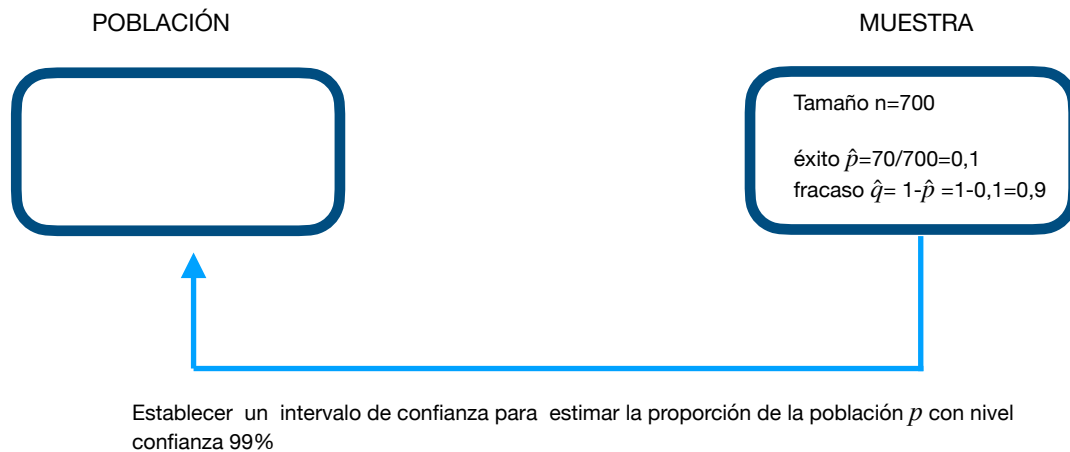 POBLACIÓN
MUESTRA
Tamaño n=700
éxito p̂=70/700=0,1
fracaso q̂= 1-p̂ =1-0,1=0,9
Establecer un intervalo de confianza para estimar la proporción de la población p con nivel
confianza 99%